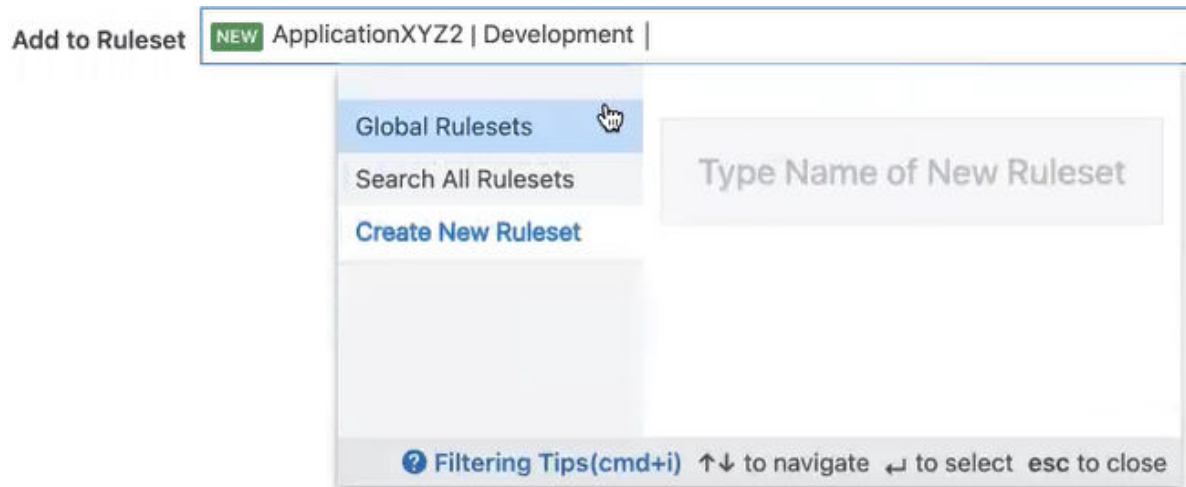 Add to Ruleset NEW ApplicationXYZ2 | Development
Global Rulesets
Search All Rulesets
Type Name of New Ruleset
Create New Ruleset
? Filtering Tips(cmd+i) ↑↓ to navigate ↵ to select esc to close